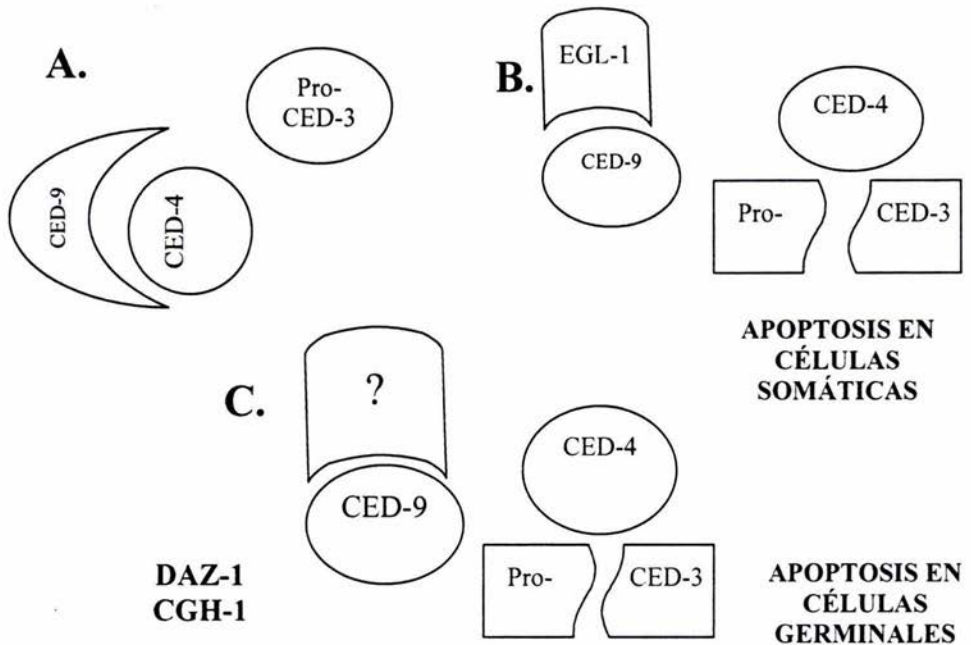 A.
Pro-
CED-3
CED-9
CED-4
B.
EGL-1
CED-9
CED-4
Pro-
CED-3
APOPTOSIS EN
CÉLULAS
SOMÁTICAS
C.
?
CED-9
CED-4
Pro-
CED-3
DAZ-1
CGH-1
APOPTOSIS EN
CÉLULAS
GERMINALES